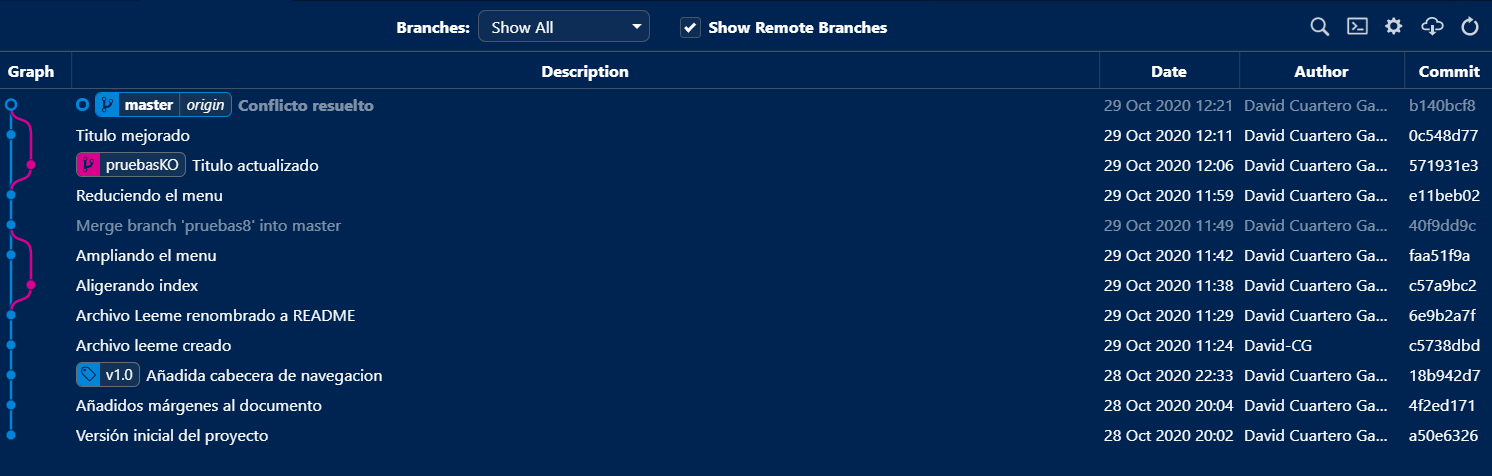 Branches: Show All Show Remote Branches
Graph Description Date Author Commit
master origin Conflicto resuelto 29 Oct 2020 12:21 David Cuartero Ga... b140bcf8
Titulo mejorado 29 Oct 2020 12:11 David Cuartero Ga... 0c548d77
pruebasKO Titulo actualizado 29 Oct 2020 12:06 David Cuartero Ga... 571931e3
Reduciendo el menu 29 Oct 2020 11:59 David Cuartero Ga... e11beb02
Merge branch 'pruebas8' into master 29 Oct 2020 11:49 David Cuartero Ga... 40f9dd9c
Ampliando el menu 29 Oct 2020 11:42 David Cuartero Ga... faa51f9a
Aligerando index 29 Oct 2020 11:38 David Cuartero Ga... c57a9bc2
Archivo Leeme renombrado a README 29 Oct 2020 11:29 David Cuartero Ga... 6e9b2a7f
Archivo leeme creado 29 Oct 2020 11:24 David-CG c5738dbd
v1.0 Añadida cabecera de navegacion 28 Oct 2020 22:33 David Cuartero Ga... 18b942d7
Añadidos márgenes al documento 28 Oct 2020 20:04 David Cuartero Ga... 4f2ed171
Versión inicial del proyecto 28 Oct 2020 20:02 David Cuartero Ga... a50e6326